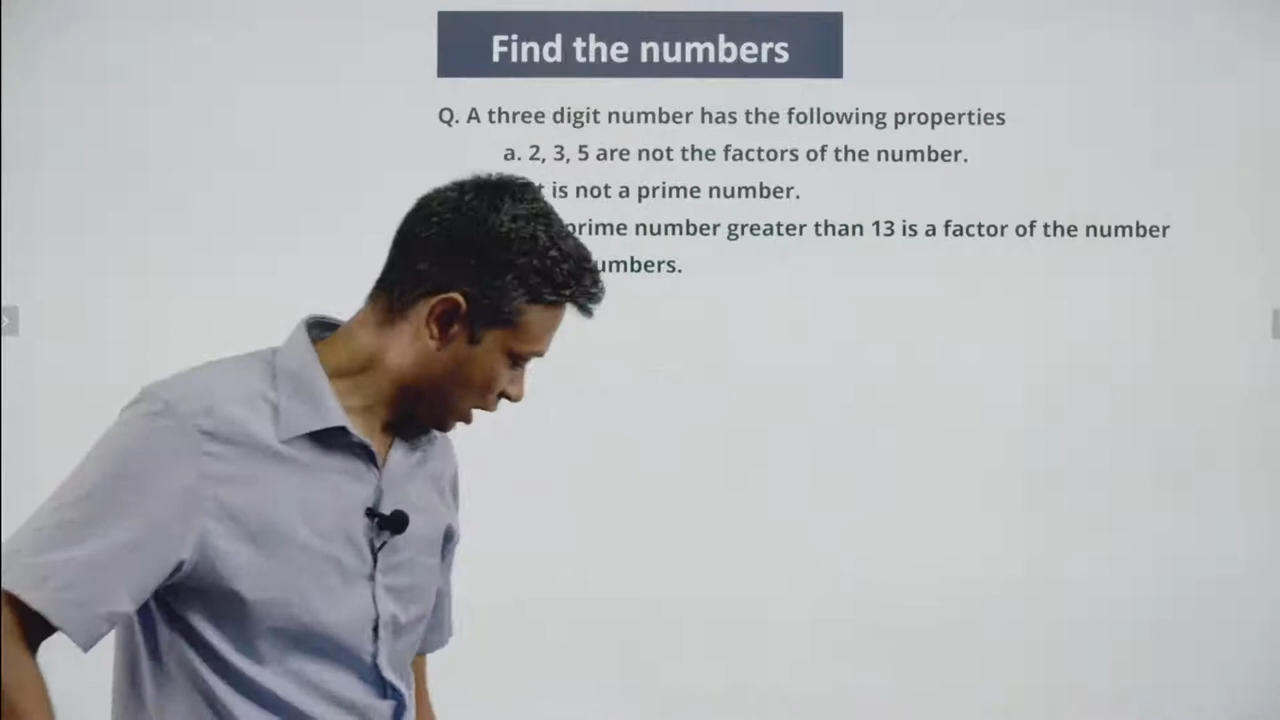 Find the numbers
Q. A three digit number has the following properties
a. 2, 3, 5 are not the factors of the number.
is not a prime number.
prime number greater than 13 is a factor of the number